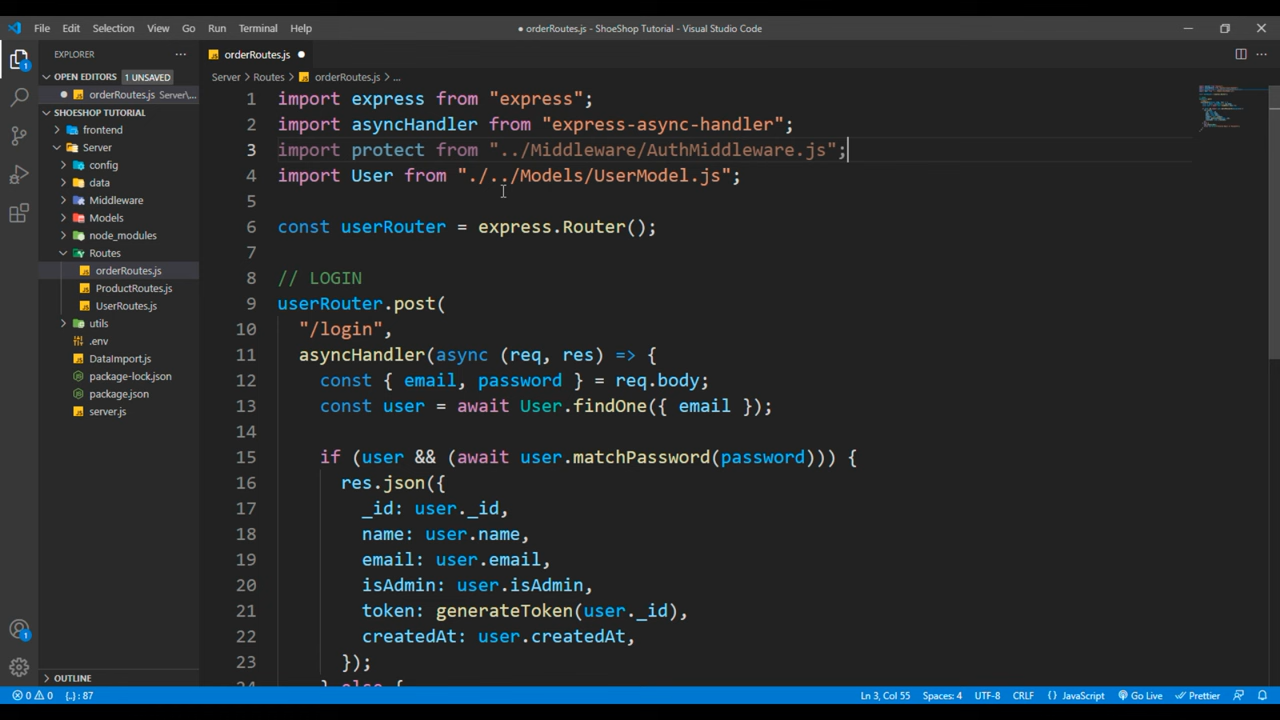 File Edit Selection View Go Run Terminal Help
● orderRoutes.js - ShoeShop Tutorial - Visual Studio Code
EXPLORER
OPEN EDITORS 1 UNSAVED
orderRoutes.js Server\...
SHOESHOP TUTORIAL
frontend
Server
config
data
Middleware
Models
node_modules
Routes
orderRoutes.js
ProductRoutes.js
UserRoutes.js
utils
.env
DataImport.js
package-lock.json
package.json
server.js
OUTLINE
1
1
orderRoutes.js
Server > Routes > orderRoutes.js > ...
1 import express from "express";
2 import asyncHandler from "express-async-handler";
3 import protect from "../Middleware/AuthMiddleware.js";
4 import User from "./../Models/UserModel.js";
5
6 const userRouter = express.Router();
7
8 // LOGIN
9 userRouter.post(
10 "/login",
11 asyncHandler(async (req, res) => {
12 const { email, password } = req.body;
13 const user = await User.findOne({ email });
14
15 if (user && (await user.matchPassword(password))) {
16 res.json({
17 _id: user._id,
18 name: user.name,
19 email: user.email,
20 isAdmin: user.isAdmin,
21 token: generateToken(user._id),
22 createdAt: user.createdAt,
23 });
24 } else {
0 0 {..} : 87 Ln 3, Col 55 Spaces: 4 UTF-8 CRLF {} JavaScript Go Live Prettier